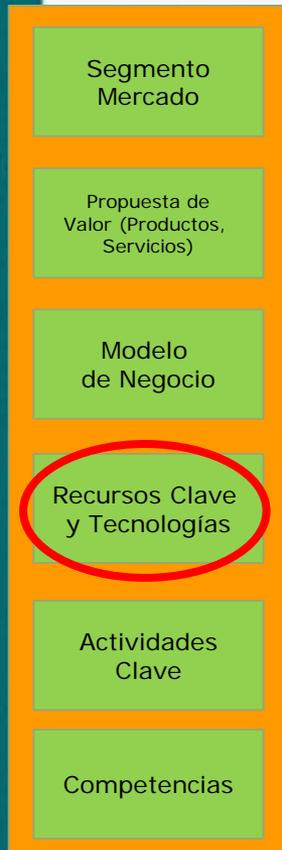 Segmento
Mercado
Propuesta de
Valor (Productos,
Servicios)
Modelo
de Negocio
Recursos Clave
y Tecnologías
Actividades
Clave
Competencias